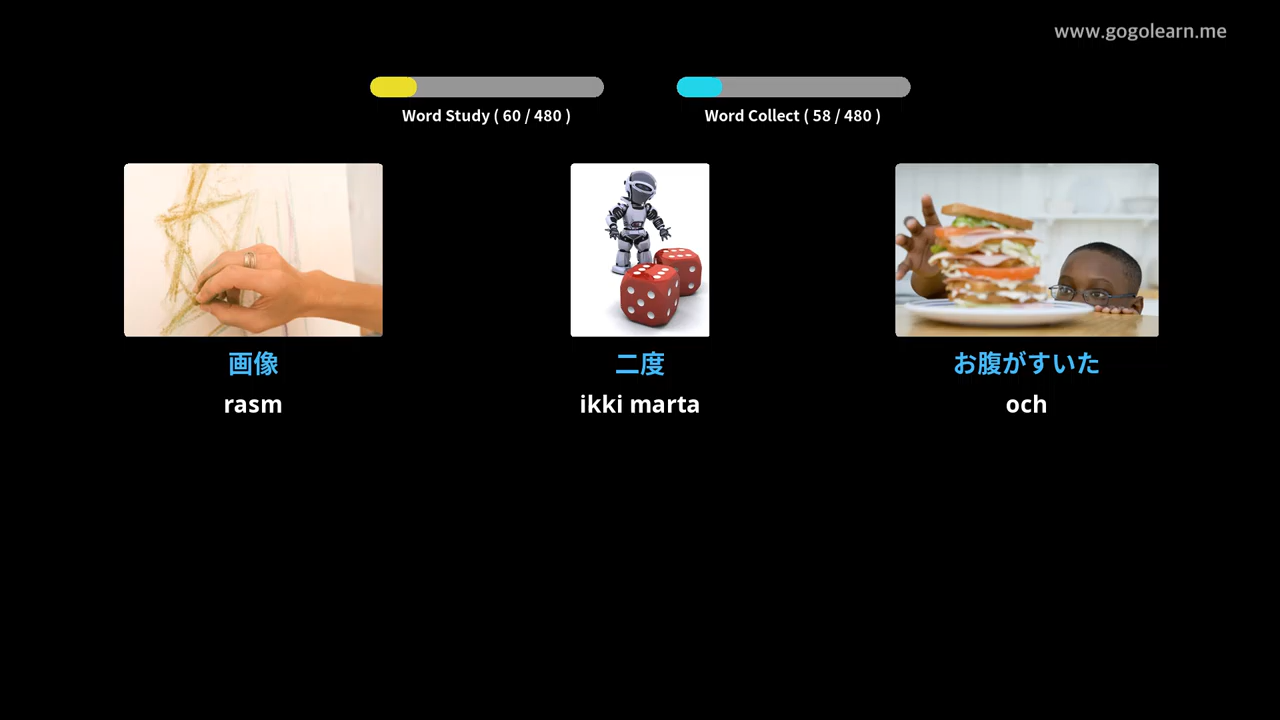 www.gogolearn.me
Word Study ( 60 / 480 )
Word Collect ( 58 / 480 )
画像
二度
お腹がすいた
rasm
ikki marta
och